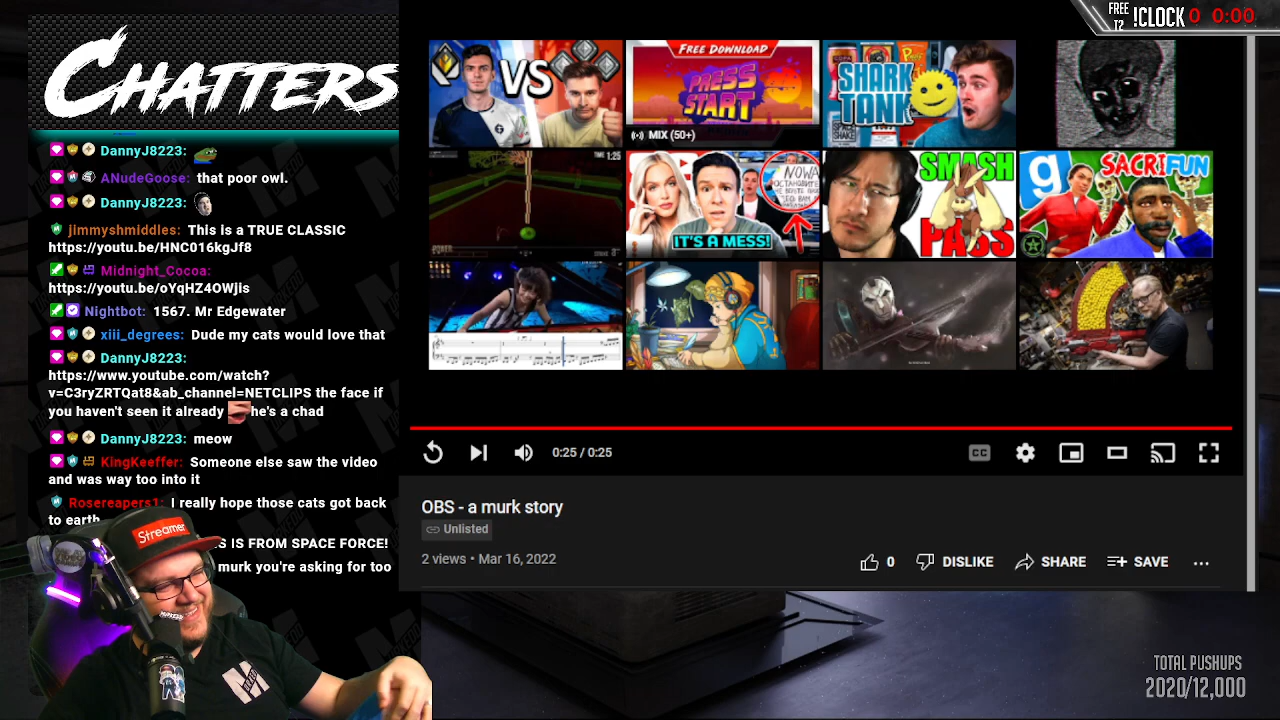 CHATTERS
DannyJ8223:
ANudeGoose: that poor owl.
DannyJ8223:
jimmyshmiddles: This is a TRUE CLASSIC
https://youtu.be/HNC016kgJf8
Midnight_Cocoa:
https://youtu.be/oYqHZ4OWjis
Nightbot: 1567. Mr Edgewater
xiii_degrees: Dude my cats would love that
DannyJ8223:
https://www.youtube.com/watch?
v=C3ryZRTQat8&ab_channel=NETCLIPS the face if
you haven't seen it already he's a chad
DannyJ8223: meow
KingKeeffer: Someone else saw the video
and was way too into it
Rosereapers1: I really hope those cats got back
to earth
S IS FROM SPACE FORCE!
murk you're asking for too
Streamer
FREE
12
!CLOCK 0 0:00
VS
FREE DOWNLOAD
PRESS
START
MIX (50+)
SHARK
TANK
TIME 1:25
POWER
NOWA
IT'S A MESS!
SMASH
PASS
g
SACRIFUN
0:25 / 0:25
CC
OBS - a murk story
Unlisted
2 views • Mar 16, 2022
0
DISLIKE
SHARE
SAVE
TOTAL PUSHUPS
2020/12,000